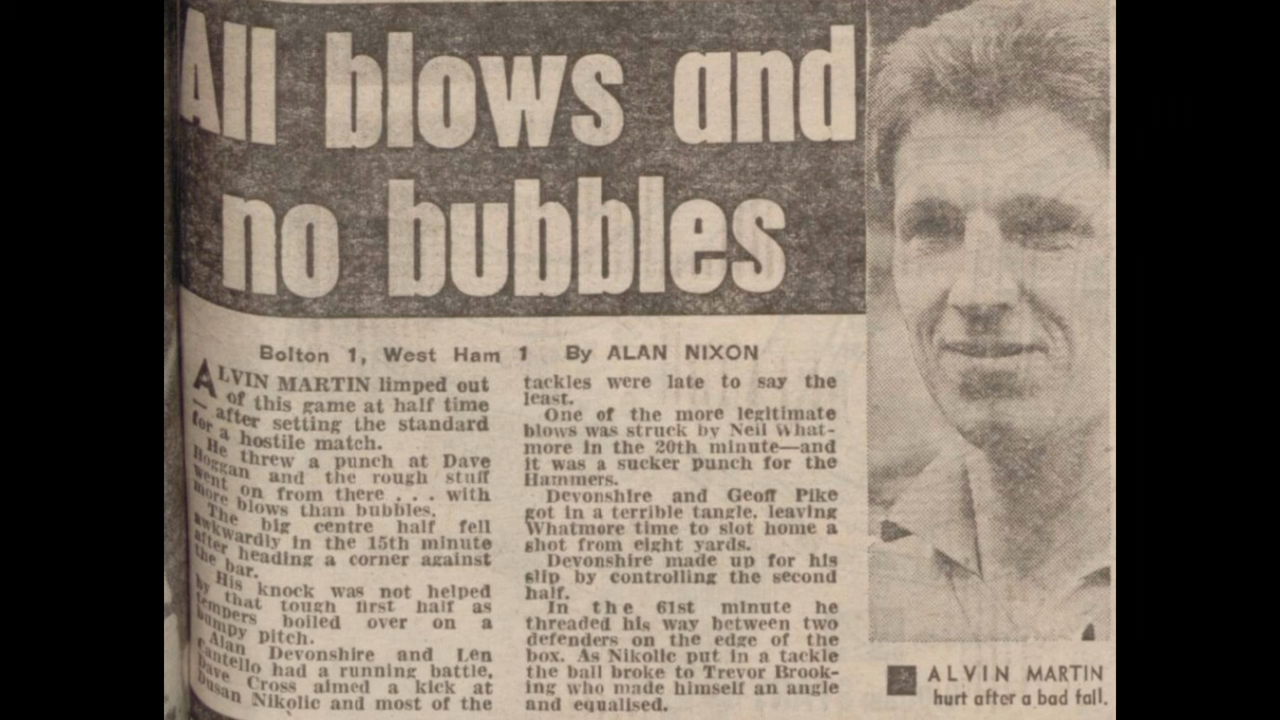 All blows and
no bubbles
Bolton 1, West Ham 1 By ALAN NIXON
ALVIN MARTIN limped out
of this game at half time
— after setting the standard
for a hostile match.
He threw a punch at Dave
Hoggan and the rough stuff
went on from there . . . with
more blows than bubbles.
The big centre half fell
awkwardly in the 15th minute
after heading a corner against
the bar.
His knock was not helped
by that tough first half as
tempers boiled over on a
bumpy pitch.
Alan Devonshire and Len
Cantello had a running battle,
Dave Cross aimed a kick at
Dusan Nikolic and most of the
tackles were late to say the
least.
One of the more legitimate
blows was struck by Neil What-
more in the 20th minute—and
it was a sucker punch for the
Hammers.
Devonshire and Geoff Pike
got in a terrible tangle, leaving
Whatmore time to slot home a
shot from eight yards.
Devonshire made up for his
slip by controlling the second
half.
In the 61st minute he
threaded his way between two
defenders on the edge of the
box. As Nikolic put in a tackle
the ball broke to Trevor Brook-
ing who made himself an angle
and equalised.
ALVIN MARTIN
hurt after a bad fall.